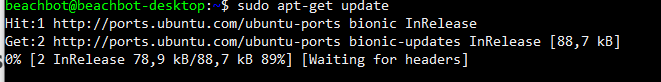 beachbot@beachbot-desktop:~$ sudo apt-get update
Hit:1 http://ports.ubuntu.com/ubuntu-ports bionic InRelease
Get:2 http://ports.ubuntu.com/ubuntu-ports bionic-updates InRelease [88,7 kB]
0% [2 InRelease 78,9 kB/88,7 kB 89%] [Waiting for headers]